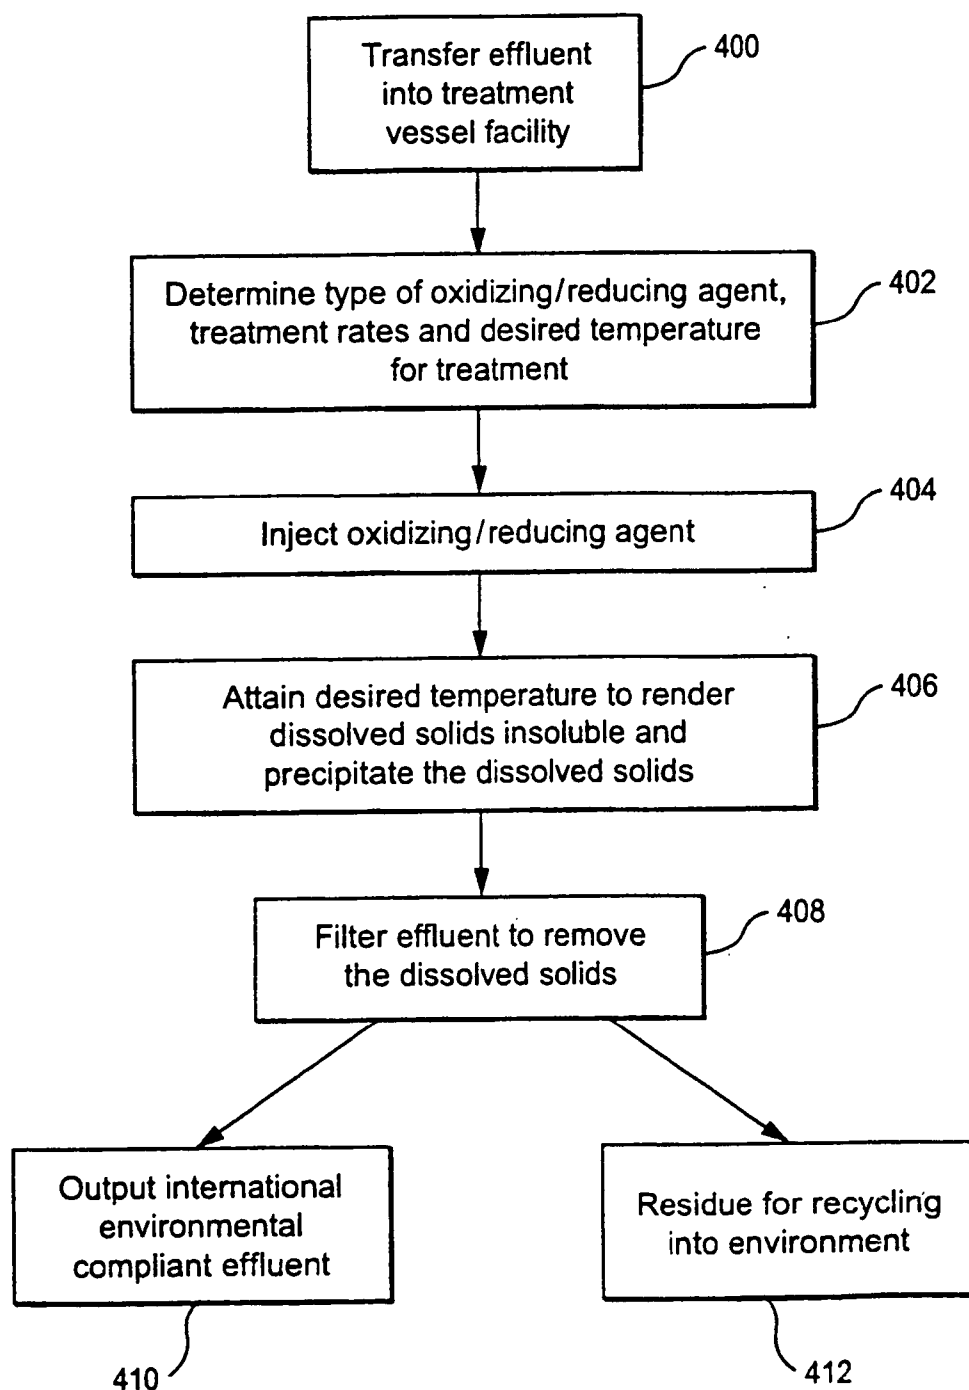 Transfer effluent
into treatment
vessel facility
400
Determine type of oxidizing/reducing agent,
treatment rates and desired temperature
for treatment
402
Inject oxidizing/reducing agent
404
Attain desired temperature to render
dissolved solids insoluble and
precipitate the dissolved solids
406
Filter effluent to remove
the dissolved solids
408
Output international
environmental
compliant effluent
410
Residue for recycling
into environment
412